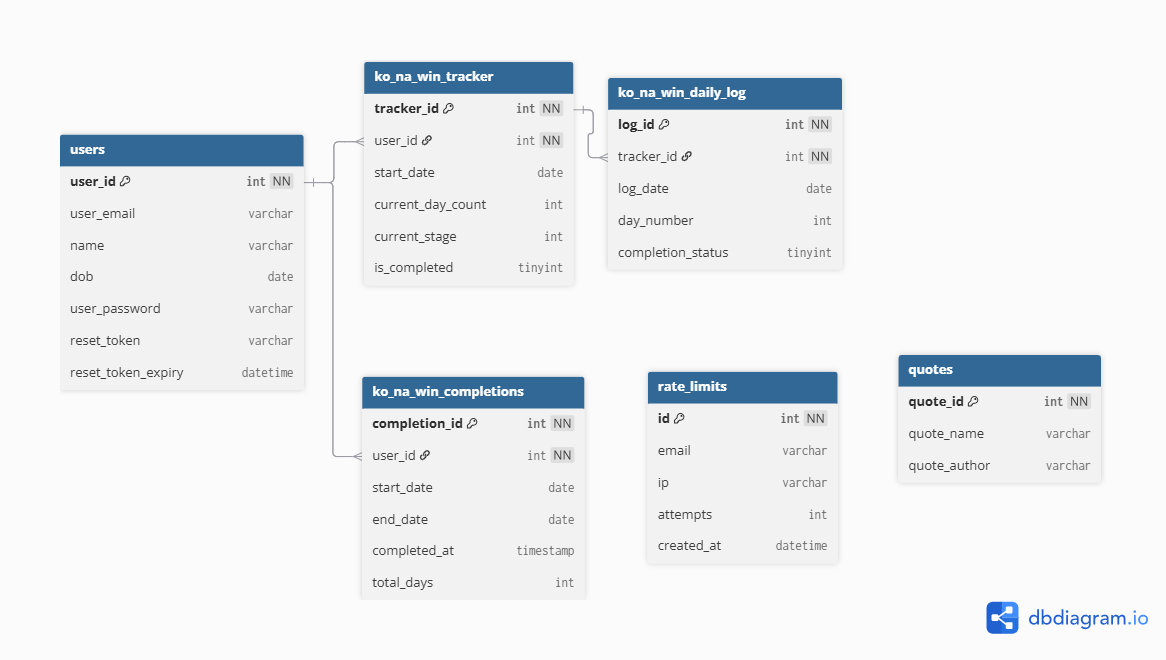 users
user_id int NN
user_email varchar
name varchar
dob date
user_password varchar
reset_token varchar
reset_token_expiry datetime
ko_na_win_tracker
tracker_id int NN
user_id int NN
start_date date
current_day_count int
current_stage int
is_completed tinyint
ko_na_win_daily_log
log_id int NN
tracker_id int NN
log_date date
day_number int
completion_status tinyint
ko_na_win_completions
completion_id int NN
user_id int NN
start_date date
end_date date
completed_at timestamp
total_days int
rate_limits
id int NN
email varchar
ip varchar
attempts int
created_at datetime
quotes
quote_id int NN
quote_name varchar
quote_author varchar
dbdiagram.io